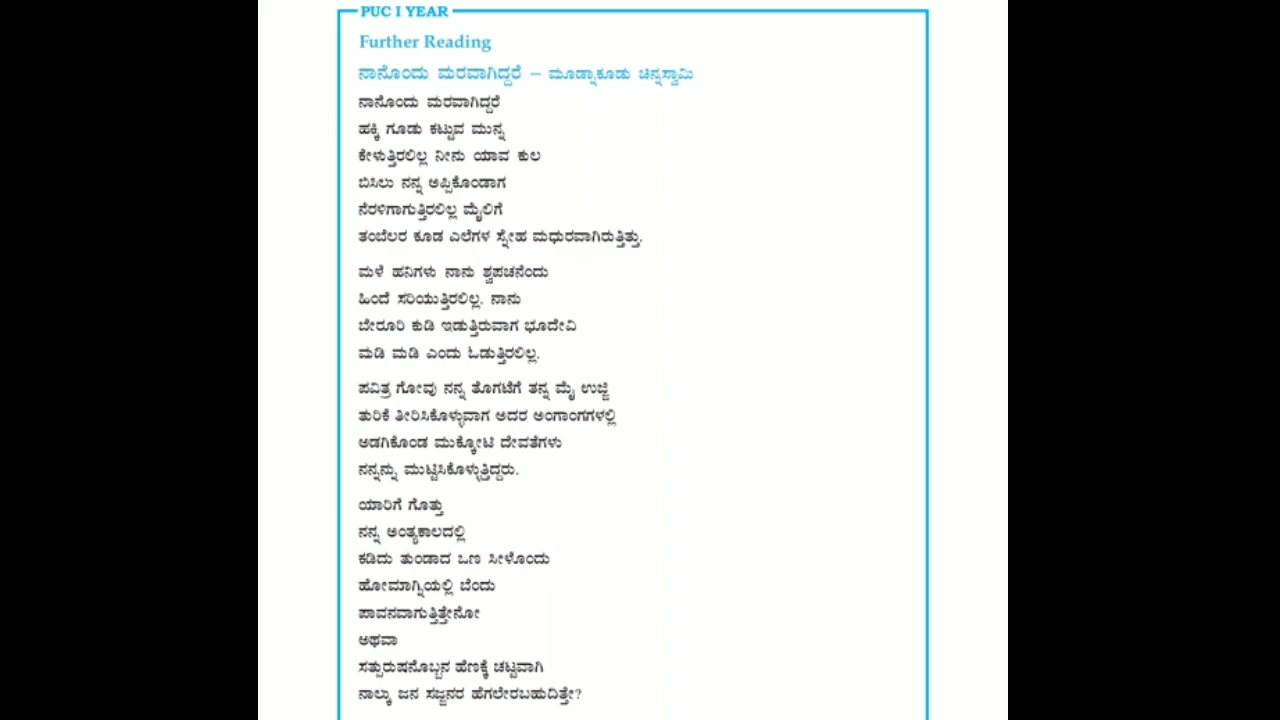 PUC I YEAR
Further Reading
ನಾನೊಂದು ಮರವಾಗಿದ್ದರೆ – ಮೂಡ್ನಾಕೂಡು ಚಿನ್ನಸ್ವಾಮಿ
ನಾನೊಂದು ಮರವಾಗಿದ್ದರೆ
ಹಕ್ಕಿ ಗೂಡು ಕಟ್ಟುವ ಮುನ್ನ
ಕೇಳುತ್ತಿರಲಿಲ್ಲ ನೀನು ಯಾವ ಕುಲ
ಬಿಸಿಲು ನನ್ನ ಅಪ್ಪಿಕೊಂಡಾಗ
ನೆರಳಿಗಾಗುತ್ತಿರಲಿಲ್ಲ ಮೈಲಿಗೆ
ತಂಬೆಲರ ಕೂಡ ಎಲೆಗಳ ಸ್ನೇಹ ಮಧುರವಾಗಿರುತ್ತಿತ್ತು.
ಮಳೆ ಹನಿಗಳು ನಾನು ಶ್ವಪಚನೆಂದು
ಹಿಂದೆ ಸರಿಯುತ್ತಿರಲಿಲ್ಲ. ನಾನು
ಬೇರೂರಿ ಕುಡಿ ಇಡುತ್ತಿರುವಾಗ ಭೂದೇವಿ
ಮಡಿ ಮಡಿ ಎಂದು ಓಡುತ್ತಿರಲಿಲ್ಲ.
ಪವಿತ್ರ ಗೋವು ನನ್ನ ತೊಗಟೆಗೆ ತನ್ನ ಮೈ ಉಜ್ಜಿ
ತುರಿಕೆ ತೀರಿಸಿಕೊಳ್ಳುವಾಗ ಅದರ ಅಂಗಾಂಗಗಳಲ್ಲಿ
ಅಡಗಿಕೊಂಡ ಮುಕ್ಕೋಟಿ ದೇವತೆಗಳು
ನನ್ನನ್ನು ಮುಟ್ಟಿಸಿಕೊಳ್ಳುತ್ತಿದ್ದರು.
ಯಾರಿಗೆ ಗೊತ್ತು
ನನ್ನ ಅಂತ್ಯಕಾಲದಲ್ಲಿ
ಕಡಿದು ತುಂಡಾದ ಒಣ ಸೀಳೊಂದು
ಹೋಮಾಗ್ನಿಯಲ್ಲಿ ಬೆಂದು
ಪಾವನವಾಗುತ್ತಿತ್ತೇನೋ
ಅಥವಾ
ಸತ್ಪುರುಷನೊಬ್ಬನ ಹೆಣಕ್ಕೆ ಚಟ್ಟವಾಗಿ
ನಾಲ್ಕು ಜನ ಸಜ್ಜನರ ಹೆಗಲೇರಬಹುದಿತ್ತೇ?